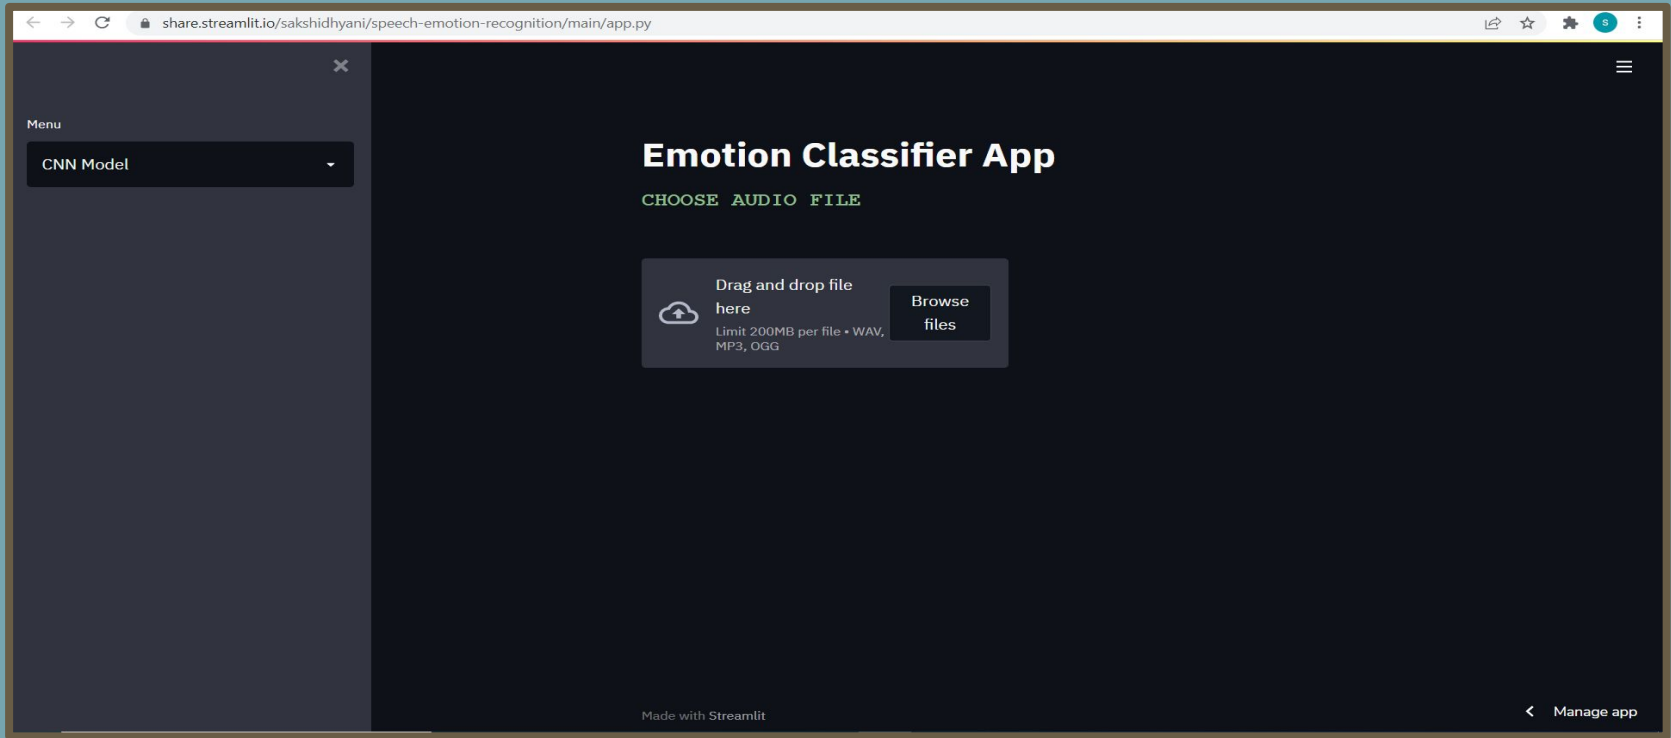 share.streamlit.io/sakshidhyani/speech-emotion-recognition/main/app.py
S
Menu
CNN Model
Emotion Classifier App
CHOOSE AUDIO FILE
Drag and drop file
here
Limit 200MB per file • WAV,
MP3, OGG
Browse
files
Made with Streamlit
Manage app